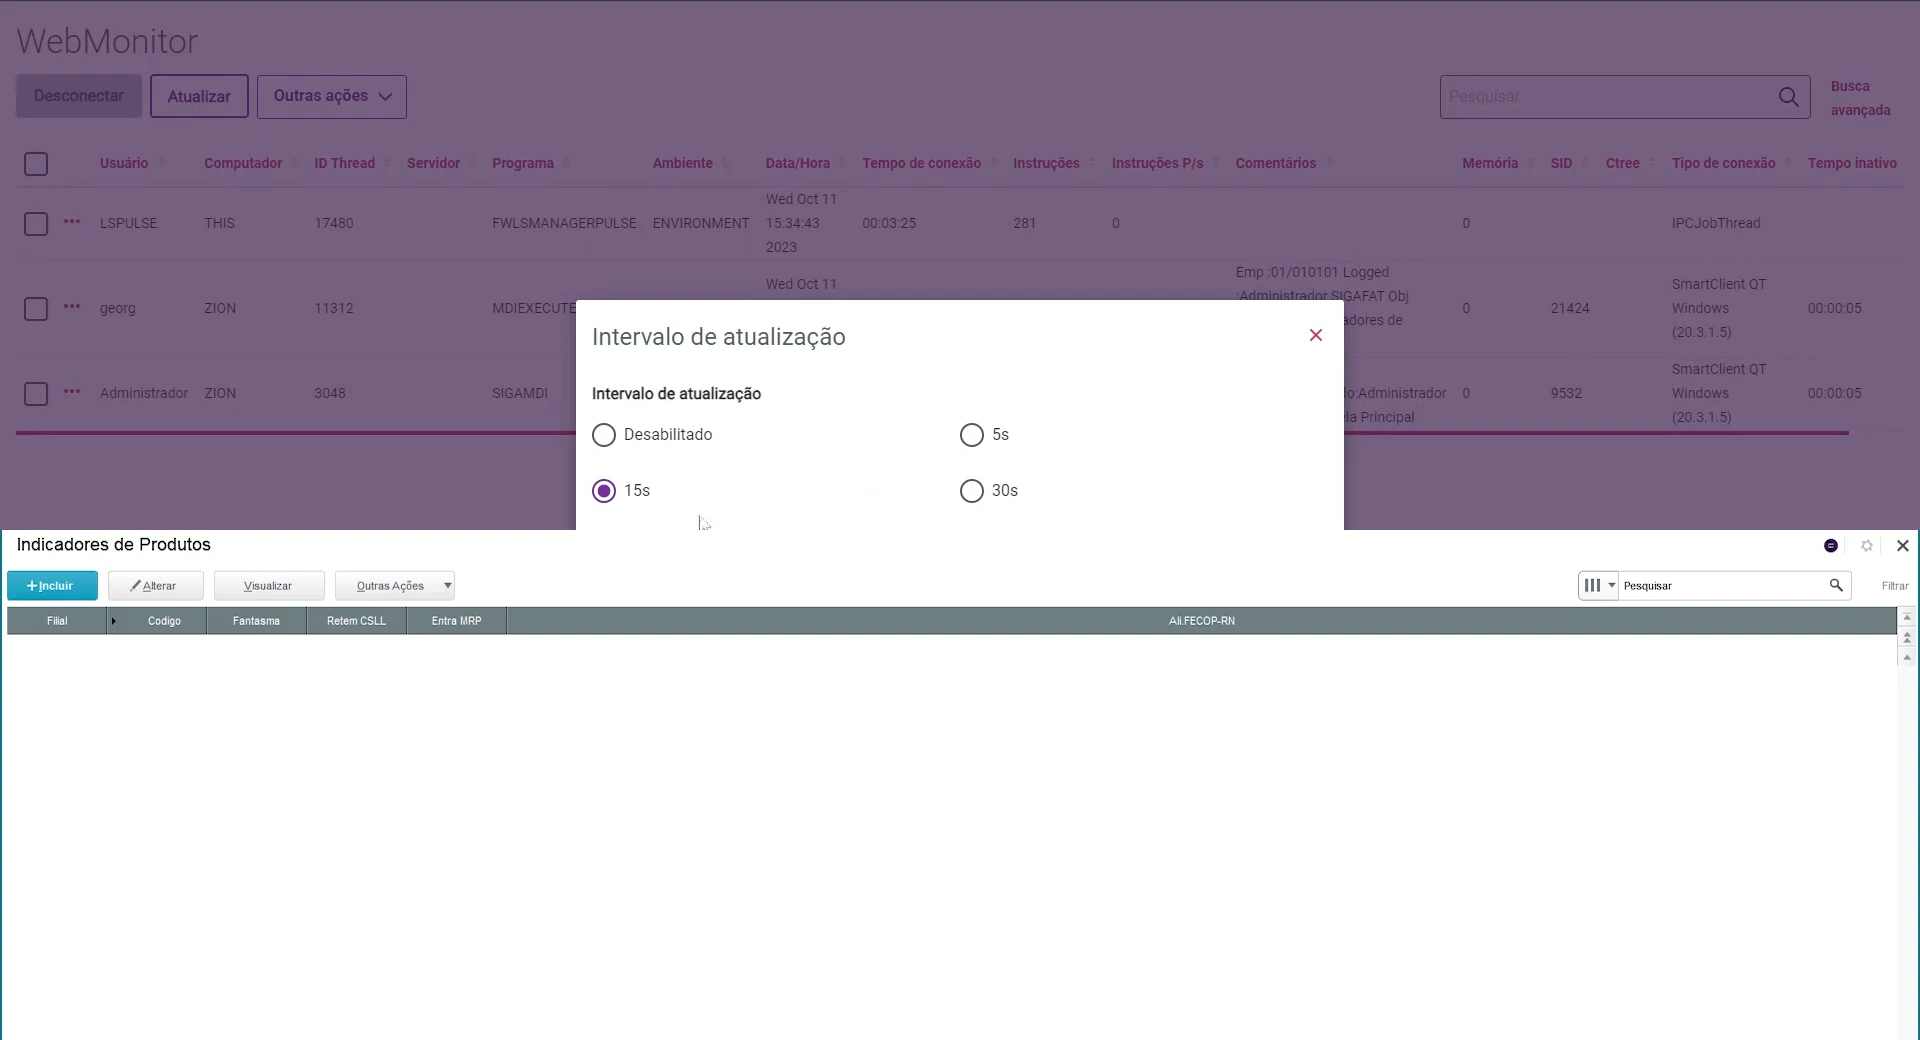 WebMonitor
Desconectar Atualizar Outras ações Pesquisar Busca avançada
Usuário Computador ID Thread Servidor Programa Ambiente Data/Hora Tempo de conexão Instruções Instruções P/s Comentários Memória SID Ctree Tipo de conexão Tempo inativo
LSPULSE THIS 17480 FWLSMANAGERPULSE ENVIRONMENT Wed Oct 11 15:34:43 2023 00:03:25 281 0 0 IPCJobThread
Emp :01/010101 Logged
Wed Oct 11
SmartClient QT
:Administrador SIGAFAT Obj
georg ZION 11312 MDIEXECUTE 0 21424 Windows 00:00:05
adores de
(20.3.1.5)
SmartClient QT
Administrador ZION 3048 SIGAMDI lo:Administrador 0 9532 Windows 00:00:05
la Principal (20.3.1.5)
Intervalo de atualização
Intervalo de atualização
Desabilitado 5s
15s 30s
Indicadores de Produtos
Incluir Alterar Visualizar Outras Ações Pesquisar Filtrar
Filial Codigo Fantasma Retem CSLL Entra MRP Ali.FECOP-RN